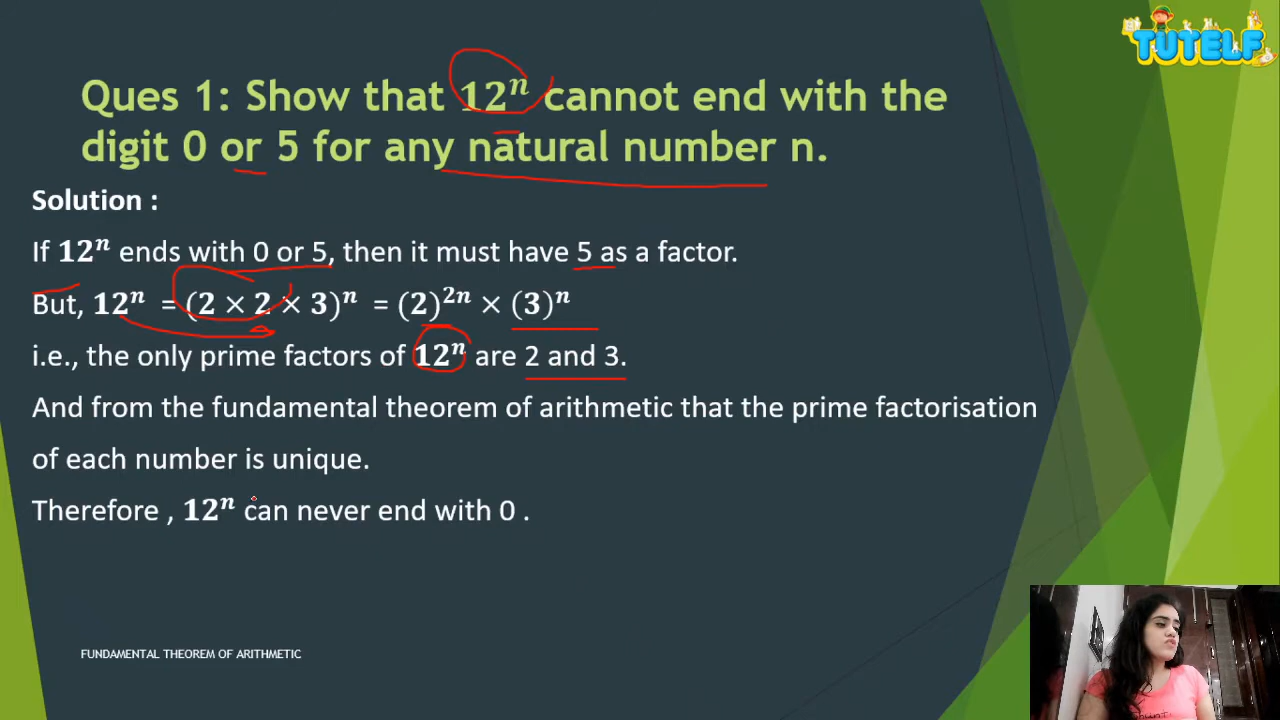 TUTELF
Ques 1: Show that 12ⁿ cannot end with the
digit 0 or 5 for any natural number n.
Solution :
If 12ⁿ ends with 0 or 5, then it must have 5 as a factor.
But, 12ⁿ = (2 × 2 × 3)ⁿ = (2)²ⁿ × (3)ⁿ
i.e., the only prime factors of 12ⁿ are 2 and 3.
And from the fundamental theorem of arithmetic that the prime factorisation
of each number is unique.
Therefore , 12ⁿ can never end with 0 .
FUNDAMENTAL THEOREM OF ARITHMETIC